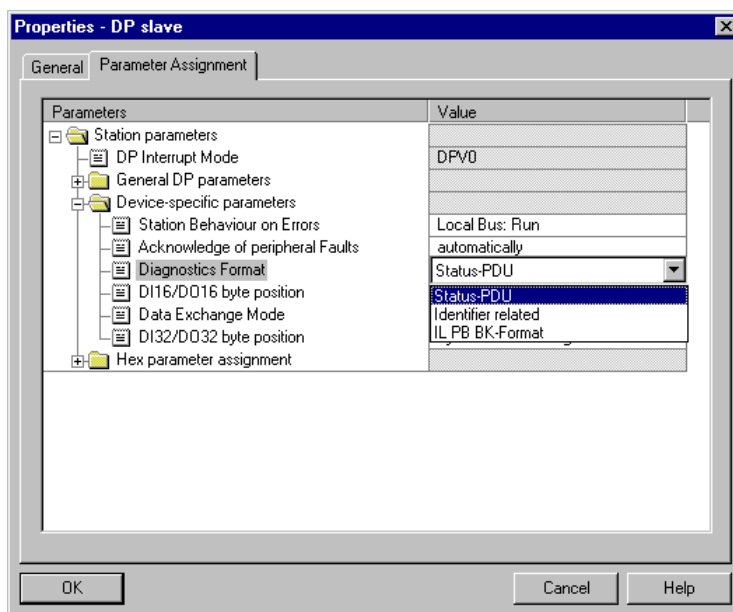 Properties - DP slave
General Parameter Assignment
Parameters Value
Station parameters
DP Interrupt Mode DPV0
General DP parameters
Device-specific parameters
Station Behaviour on Errors Local Bus: Run
Acknowledge of peripheral Faults automatically
Diagnostics Format Status-PDU
DI16/DO16 byte position Status-PDU
Data Exchange Mode Identifier related
DI32/DO32 byte position IL PB BK-Format
Hex parameter assignment
OK Cancel Help